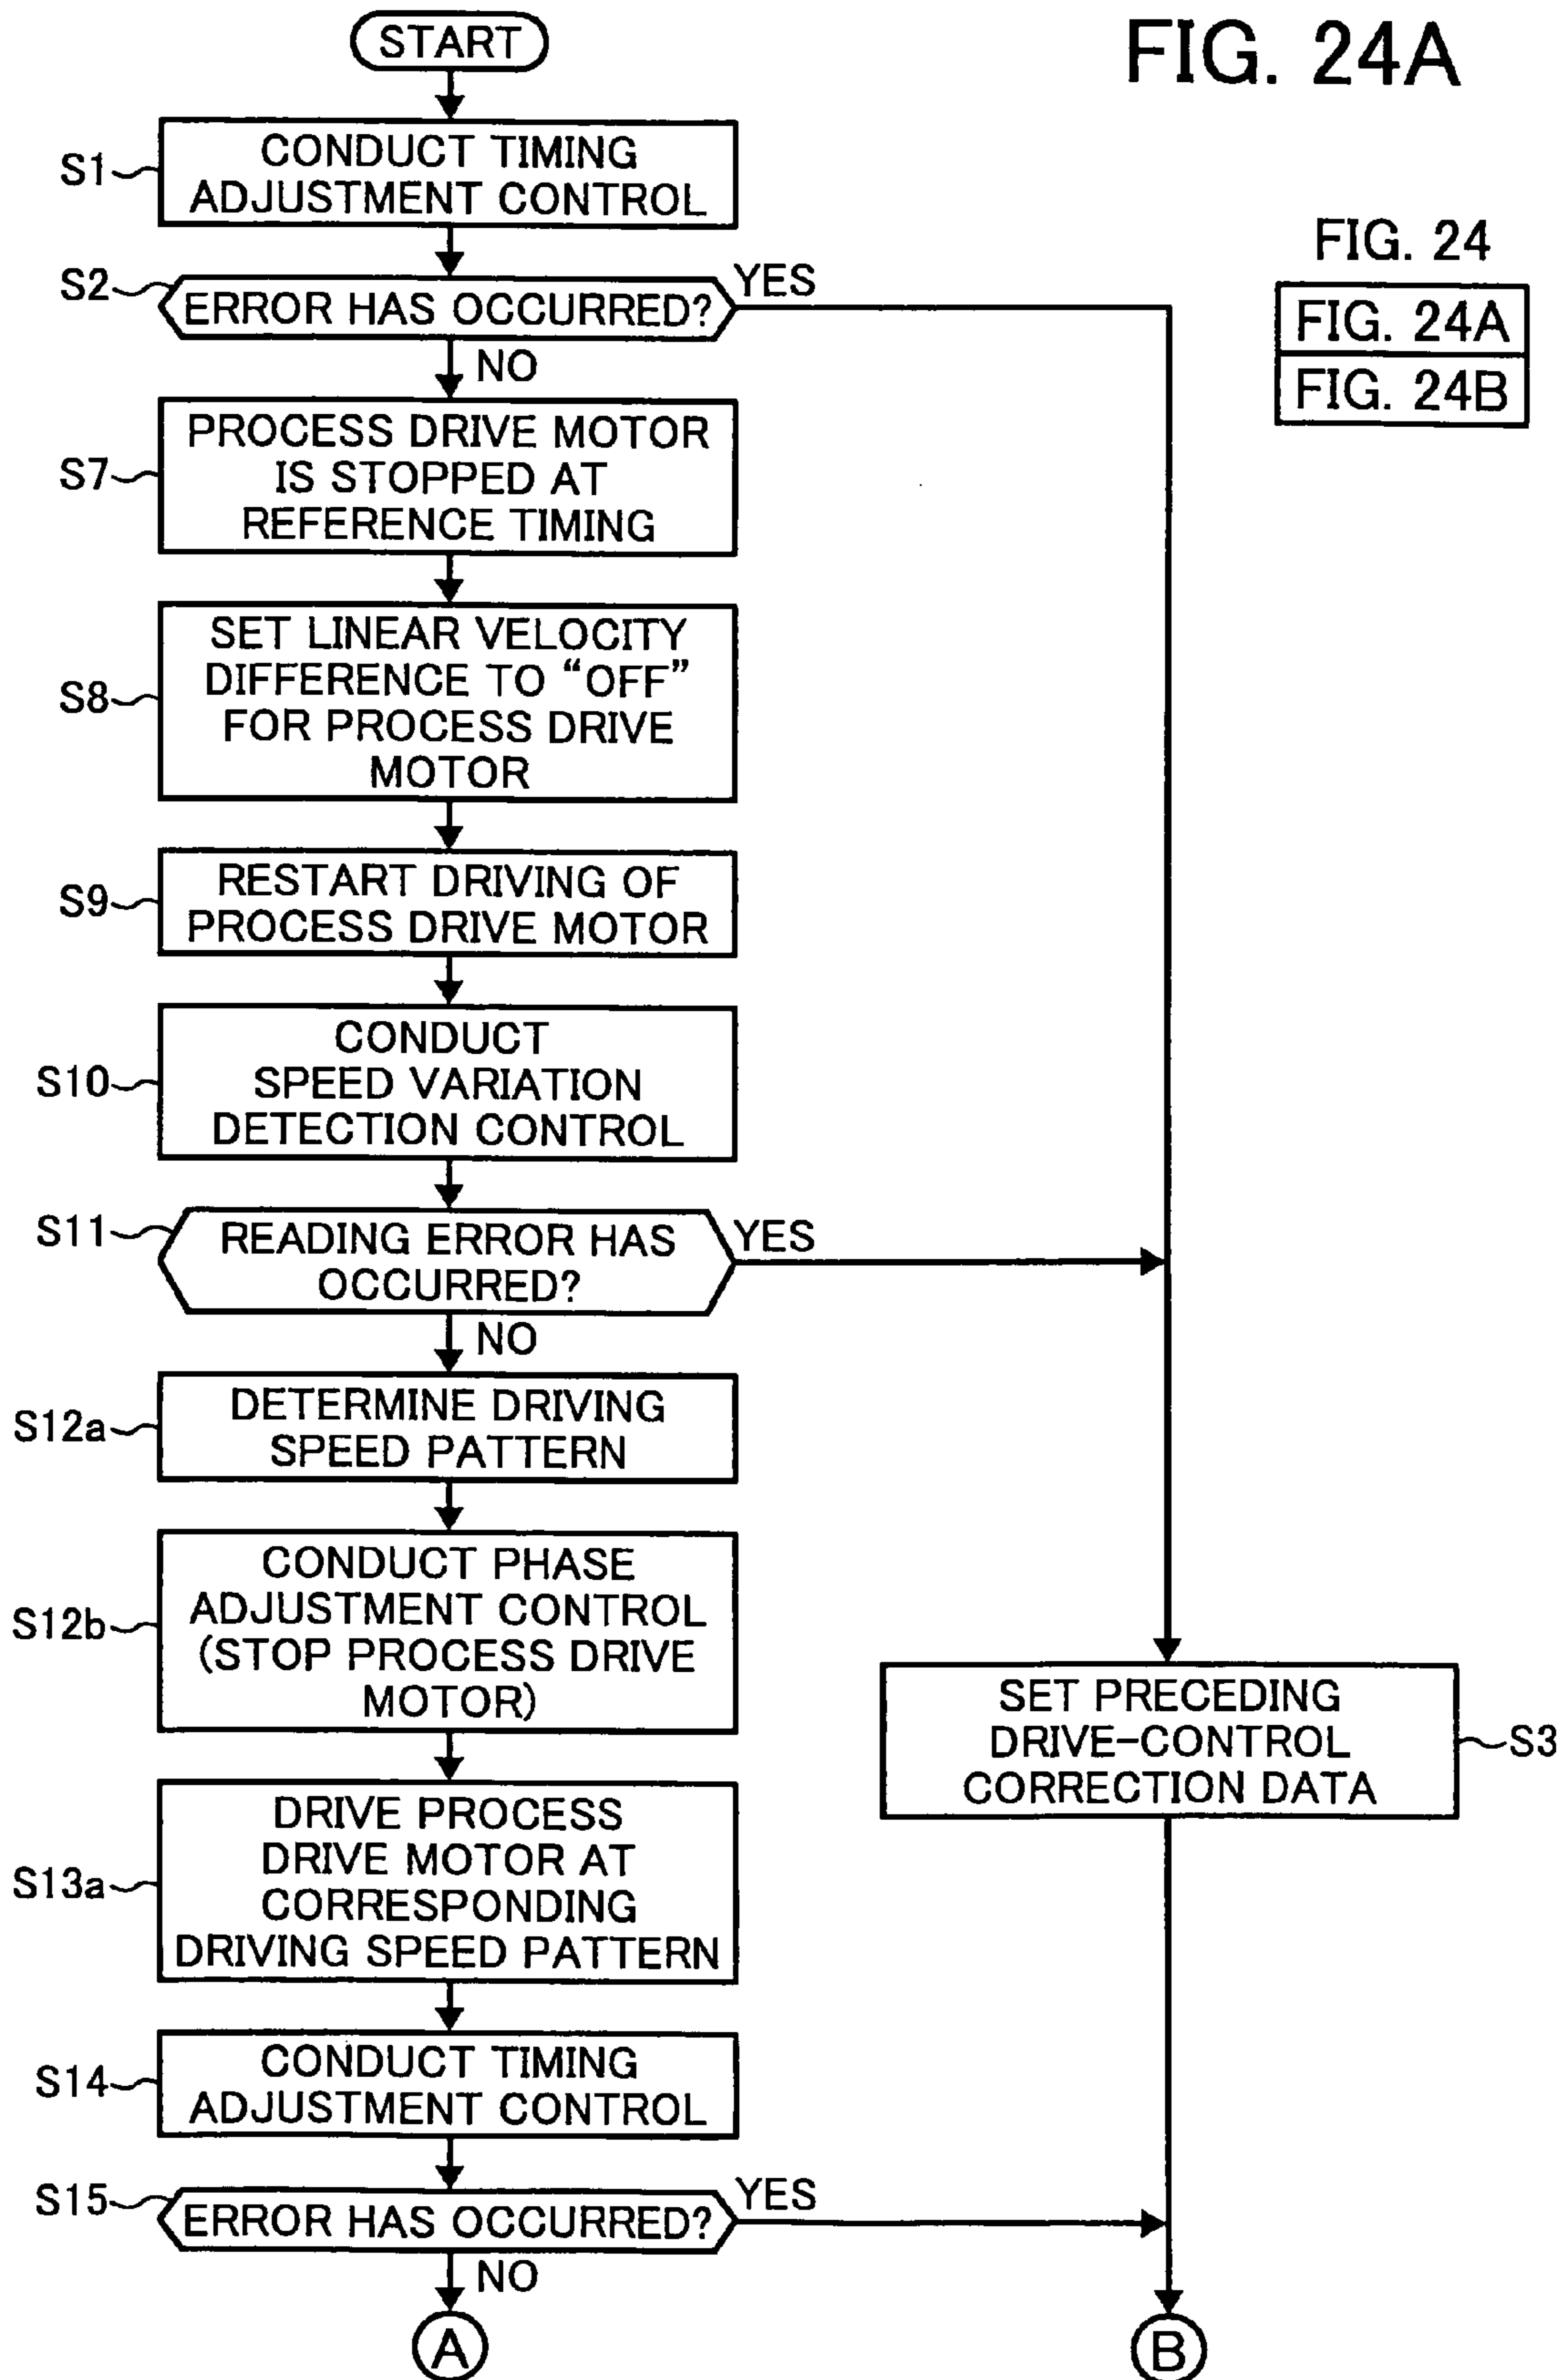 FIG. 24A
START
S1
CONDUCT TIMING
ADJUSTMENT CONTROL
FIG. 24
FIG. 24A
FIG. 24B
S2
ERROR HAS OCCURRED?
YES
NO
S7
PROCESS DRIVE MOTOR
IS STOPPED AT
REFERENCE TIMING
S8
SET LINEAR VELOCITY
DIFFERENCE TO “OFF”
FOR PROCESS DRIVE
MOTOR
S9
RESTART DRIVING OF
PROCESS DRIVE MOTOR
S10
CONDUCT
SPEED VARIATION
DETECTION CONTROL
S11
READING ERROR HAS
OCCURRED?
YES
NO
S12a
DETERMINE DRIVING
SPEED PATTERN
S12b
CONDUCT PHASE
ADJUSTMENT CONTROL
(STOP PROCESS DRIVE
MOTOR)
SET PRECEDING
DRIVE-CONTROL
CORRECTION DATA
S3
S13a
DRIVE PROCESS
DRIVE MOTOR AT
CORRESPONDING
DRIVING SPEED PATTERN
S14
CONDUCT TIMING
ADJUSTMENT CONTROL
S15
ERROR HAS OCCURRED?
YES
NO
A
B